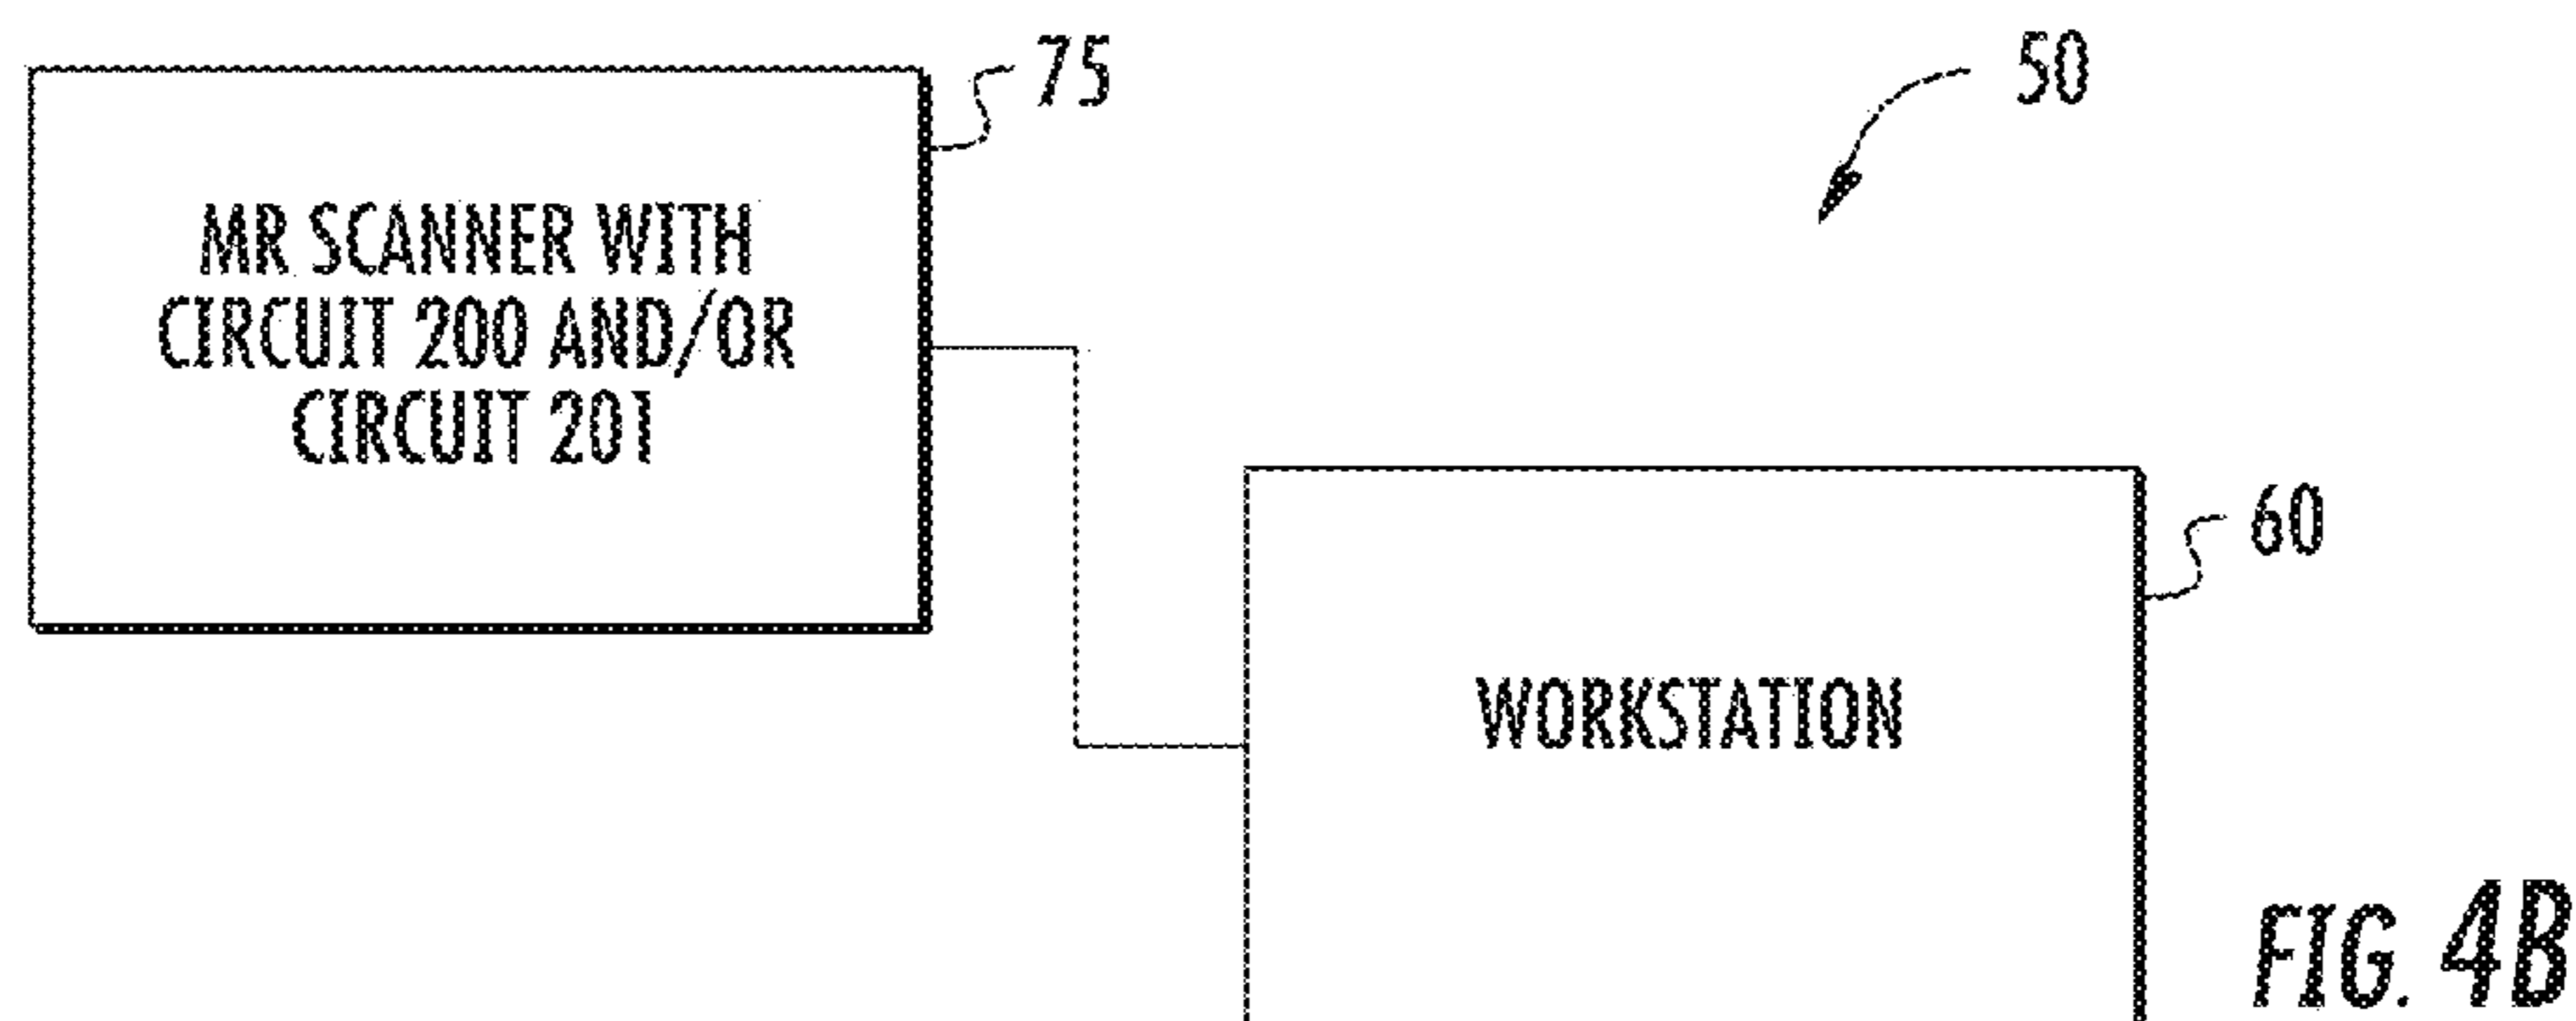 75
50
MR SCANNER WITH
CIRCUIT 200 AND/OR
CIRCUIT 201
60
WORKSTATION
FIG. 4B